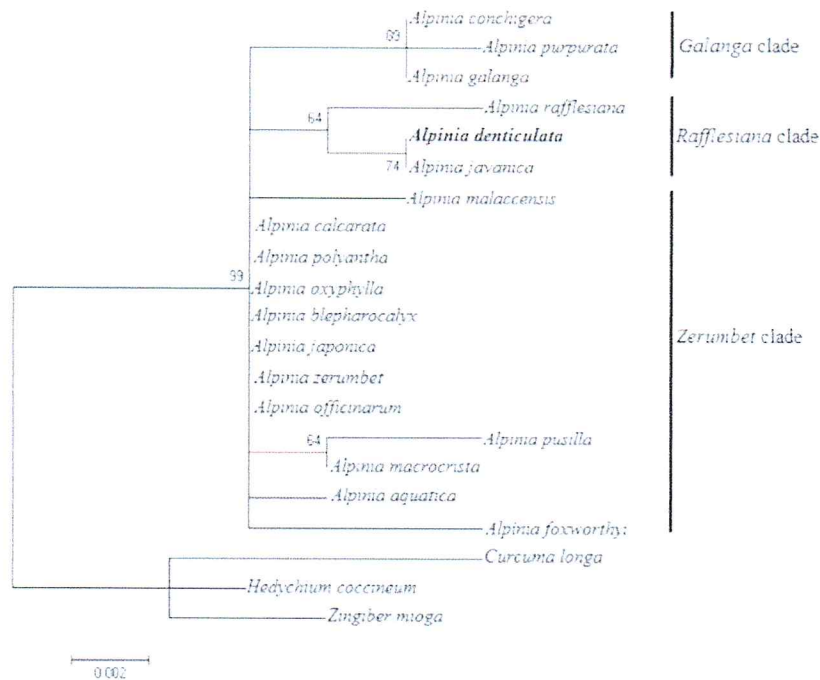 Alpinia conchigera
89
Alpinia purpurata
Galanga clade
Alpinia galanga
Alpinia rafflesiana
64
Alpinia denticulata
Rafflesiana clade
74
Alpinia javanica
Alpinia malaccensis
Alpinia calcarata
Alpinia polyantha
99
Alpinia oxyphylla
Alpinia blepharocalyx
Zerumbet clade
Alpinia japonica
Alpinia zerumbet
Alpinia officinarum
64
Alpinia pusilla
Alpinia macrocrista
Alpinia aquatica
Alpinia foxworthyi
Curcuma longa
Hedychium coccineum
Zingiber mioga
0.002